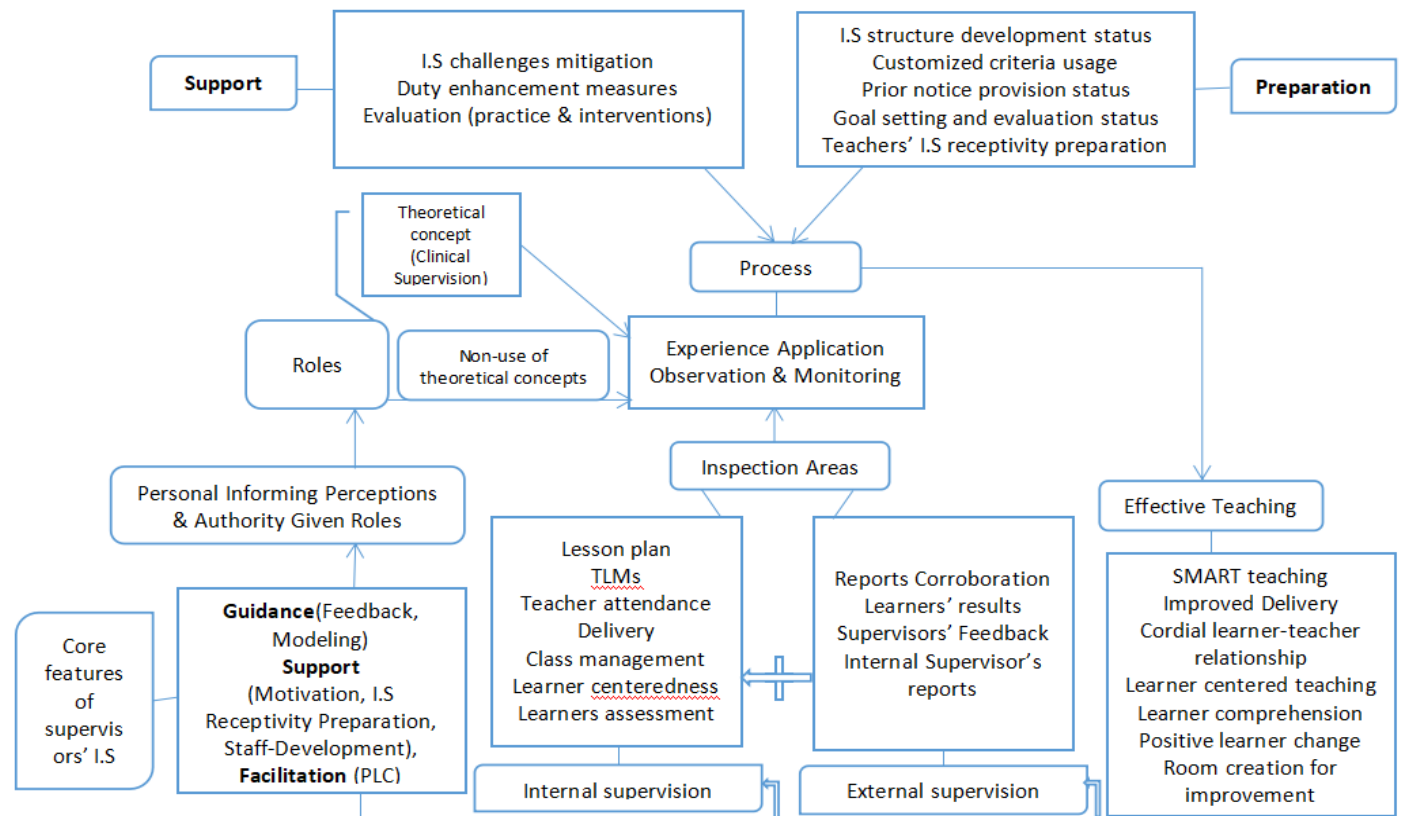 Support
I.S challenges mitigation
Duty enhancement measures
Evaluation (practice & interventions)
I.S structure development status
Customized criteria usage
Prior notice provision status
Goal setting and evaluation status
Teachers’ I.S receptivity preparation
Preparation
Theoretical
concept
(Clinical
Supervision)
Process
Roles
Non-use of
theoretical concepts
Experience Application
Observation & Monitoring
Inspection Areas
Personal Informing Perceptions
& Authority Given Roles
Effective Teaching
Core
features
of
supervis
ors’ I.S
Guidance(Feedback,
Modeling)
Support
(Motivation, I.S
Receptivity Preparation,
Staff-Development),
Facilitation (PLC)
Lesson plan
TLMs
Teacher attendance
Delivery
Class management
Learner centeredness
Learners assessment
Reports Corroboration
Learners’ results
Supervisors’ Feedback
Internal Supervisor’s
reports
SMART teaching
Improved Delivery
Cordial learner-teacher
relationship
Learner centered teaching
Learner comprehension
Positive learner change
Room creation for
improvement
Internal supervision
External supervision